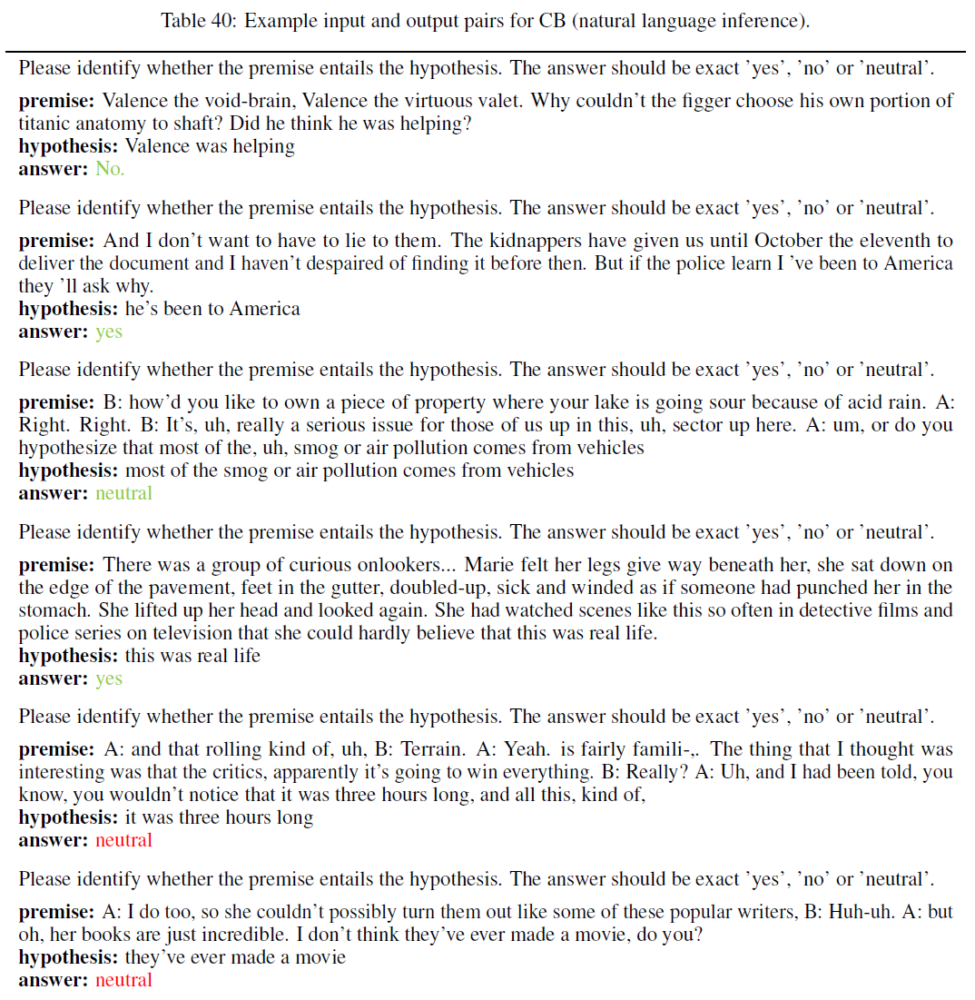 Table 40: Example input and output pairs for CB (natural language inference).
Please identify whether the premise entails the hypothesis. The answer should be exact ’yes’, ’no’ or ’neutral’.
premise: Valence the void-brain, Valence the virtuous valet. Why couldn’t the figger choose his own portion of
titanic anatomy to shaft? Did he think he was helping?
hypothesis: Valence was helping
answer: No.
Please identify whether the premise entails the hypothesis. The answer should be exact ’yes’, ’no’ or ’neutral’.
premise: And I don’t want to have to lie to them. The kidnappers have given us until October the eleventh to
deliver the document and I haven’t despaired of finding it before then. But if the police learn I ’ve been to America
they ’ll ask why.
hypothesis: he’s been to America
answer: yes
Please identify whether the premise entails the hypothesis. The answer should be exact ’yes’, ’no’ or ’neutral’.
premise: B: how’d you like to own a piece of property where your lake is going sour because of acid rain. A:
Right. Right. B: It’s, uh, really a serious issue for those of us up in this, uh, sector up here. A: um, or do you
hypothesize that most of the, uh, smog or air pollution comes from vehicles
hypothesis: most of the smog or air pollution comes from vehicles
answer: neutral
Please identify whether the premise entails the hypothesis. The answer should be exact ’yes’, ’no’ or ’neutral’.
premise: There was a group of curious onlookers... Marie felt her legs give way beneath her, she sat down on
the edge of the pavement, feet in the gutter, doubled-up, sick and winded as if someone had punched her in the
stomach. She lifted up her head and looked again. She had watched scenes like this so often in detective films and
police series on television that she could hardly believe that this was real life.
hypothesis: this was real life
answer: yes
Please identify whether the premise entails the hypothesis. The answer should be exact ’yes’, ’no’ or ’neutral’.
premise: A: and that rolling kind of, uh, B: Terrain. A: Yeah. is fairly famili-,. The thing that I thought was
interesting was that the critics, apparently it’s going to win everything. B: Really? A: Uh, and I had been told, you
know, you wouldn’t notice that it was three hours long, and all this, kind of,
hypothesis: it was three hours long
answer: neutral
Please identify whether the premise entails the hypothesis. The answer should be exact ’yes’, ’no’ or ’neutral’.
premise: A: I do too, so she couldn’t possibly turn them out like some of these popular writers, B: Huh-uh. A: but
oh, her books are just incredible. I don’t think they’ve ever made a movie, do you?
hypothesis: they’ve ever made a movie
answer: neutral